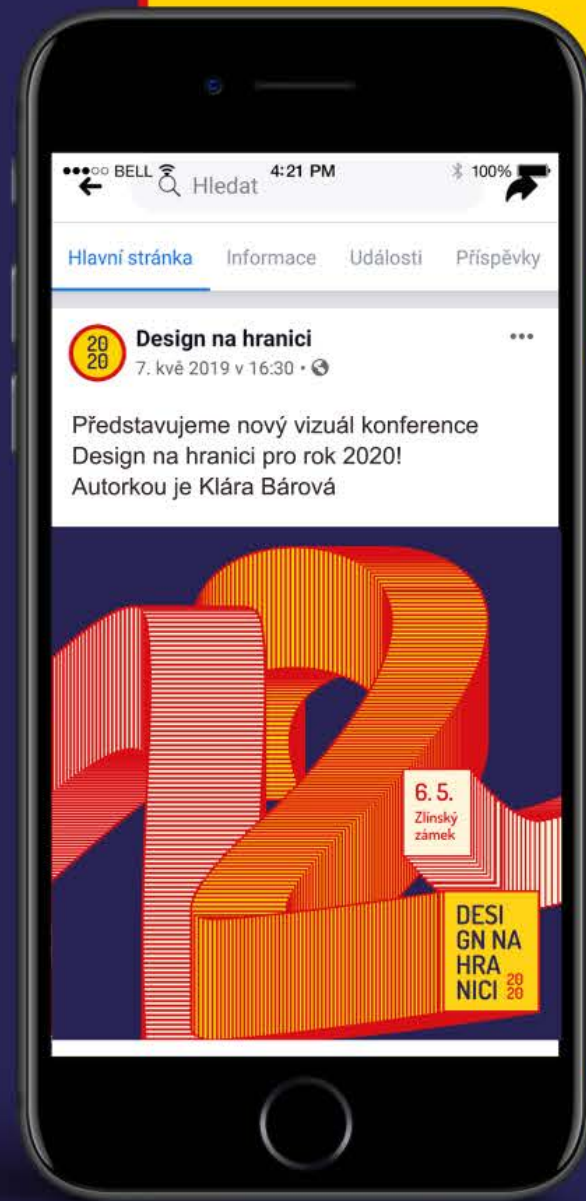 BELL 4:21 PM 100%
Hledat
Hlavní stránka Informace Události Příspěvky
20
20
Design na hranici
7. kvě 2019 v 16:30 •
Představujeme nový vizuál konference
Design na hranici pro rok 2020!
Autorkou je Klára Bárová
12
6. 5.
Zlínský
zámek
DESI
GN NA
HRA
NICI 20
20